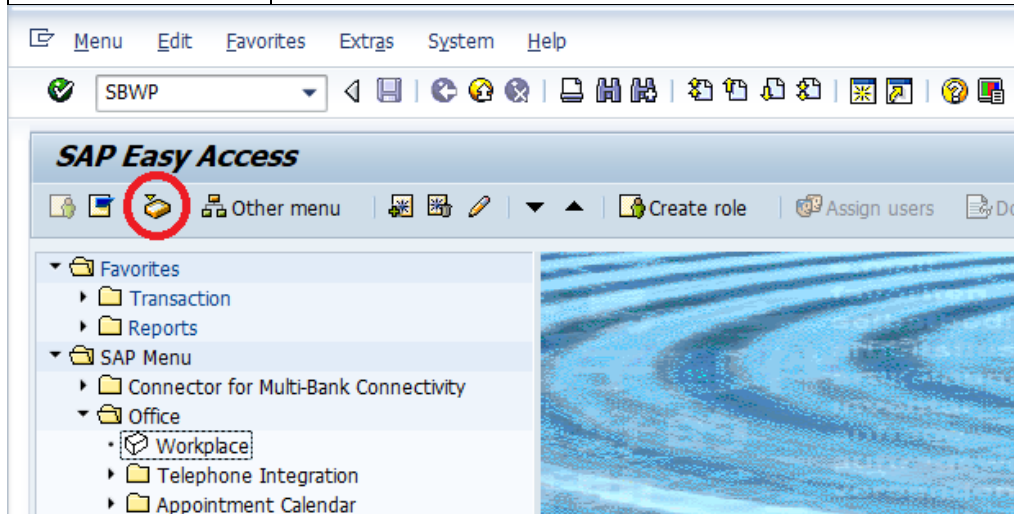 Menu Edit Favorites Extras System Help
SBWP
SAP Easy Access
Other menu Create role Assign users Do
Favorites
Transaction
Reports
SAP Menu
Connector for Multi-Bank Connectivity
Office
Workplace
Telephone Integration
Appointment Calendar